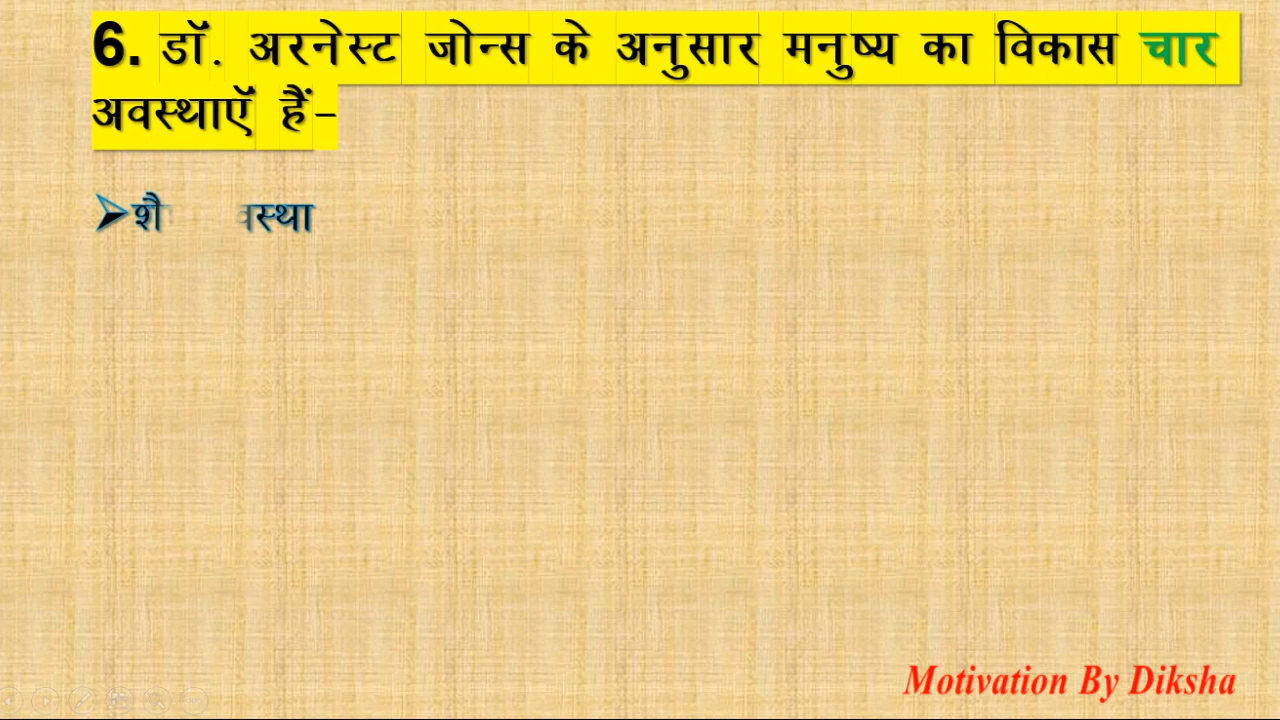 6. डॉ. अरनेस्ट जोन्स के अनुसार मनुष्य का विकास चार
अवस्थाएॅं हैं-
Motivation By Diksha